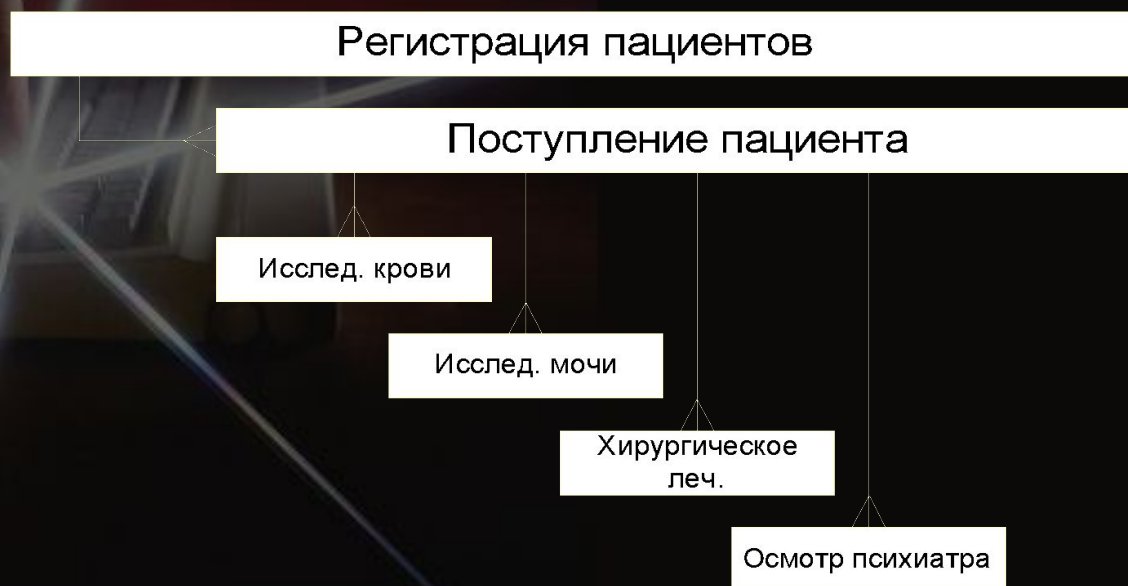 Регистрация пациентов
Поступление пациента
Исслед. крови
Исслед. мочи
Хирургическое
леч.
Осмотр психиатра